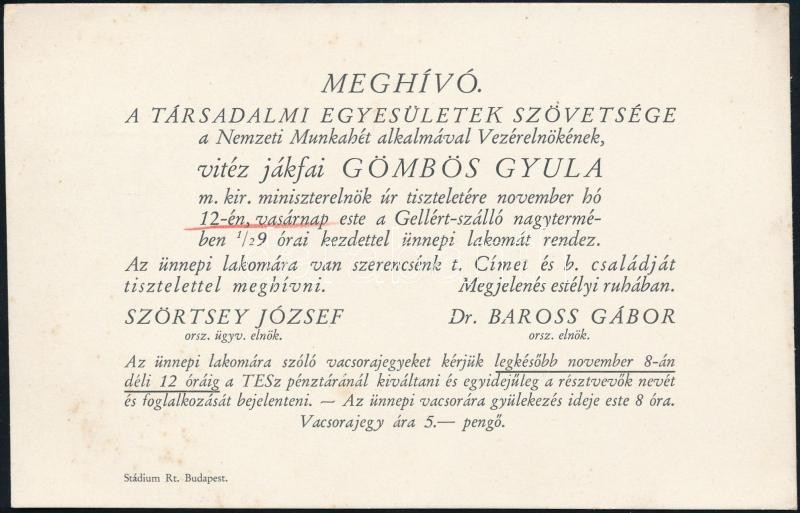 MEGHÍVÓ.
A TÁRSADALMI EGYESÜLETEK SZÖVETSÉGE
a Nemzeti Munkahét alkalmával Vezérelnökének,
vitéz jákfai GÖMBÖS GYULA
m. kir. miniszterelnök úr tiszteletére november hó
12-én, vasárnap este a Gellért-szálló nagytermé-
ben 1/29 órai kezdettel ünnepi lakomát rendez.
Az ünnepi lakomára van szerencsénk t. Címet és b. családját
tisztelettel meghívni. Megjelenés estélyi ruhában.
SZÖRTSEY JÓZSEF Dr. BAROSS GÁBOR
orsz. ügyv. elnök. orsz. elnök.
Az ünnepi lakomára szóló vacsorajegyeket kérjük legkésőbb november 8-án
déli 12 óráig a TESz pénztáránál kiváltani és egyidejűleg a résztvevők nevét
és foglalkozását bejelenteni. — Az ünnepi vacsorára gyülekezés ideje este 8 óra.
Vacsorajegy ára 5.— pengő.
Stádium Rt. Budapest.